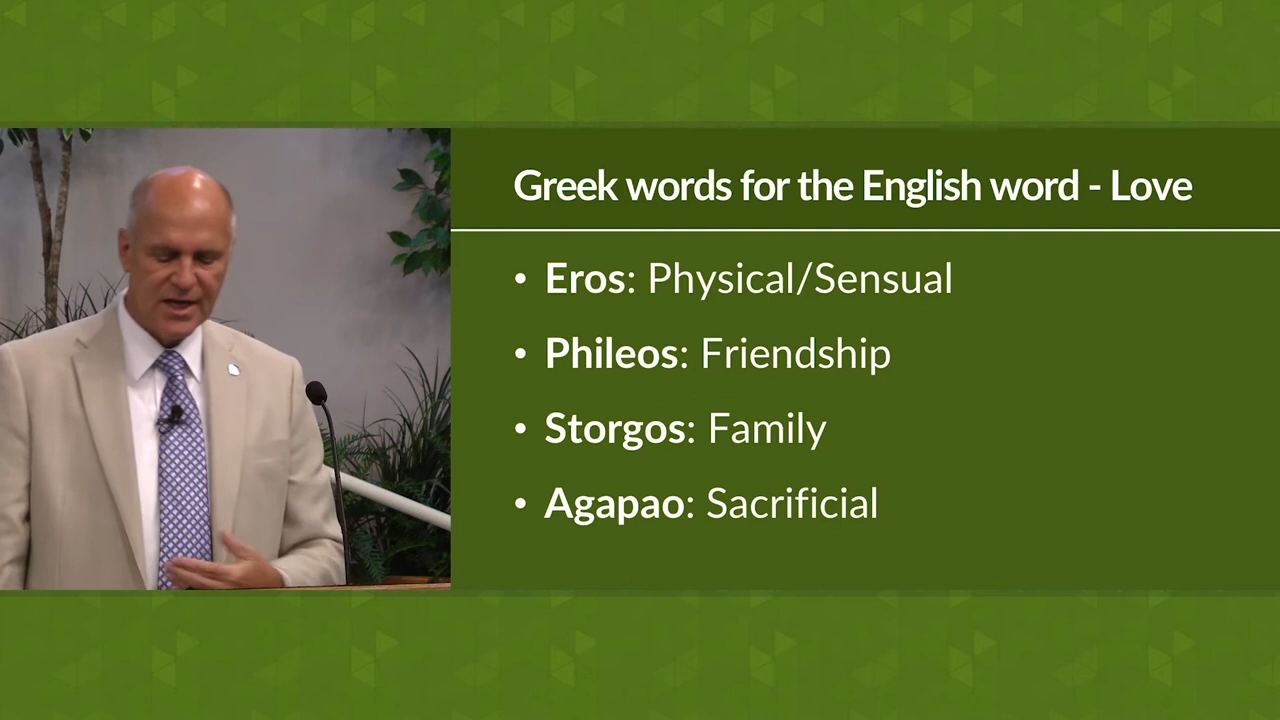 Greek words for the English word - Love
• Eros: Physical/Sensual
• Phileos: Friendship
• Storgos: Family
• Agapao: Sacrificial